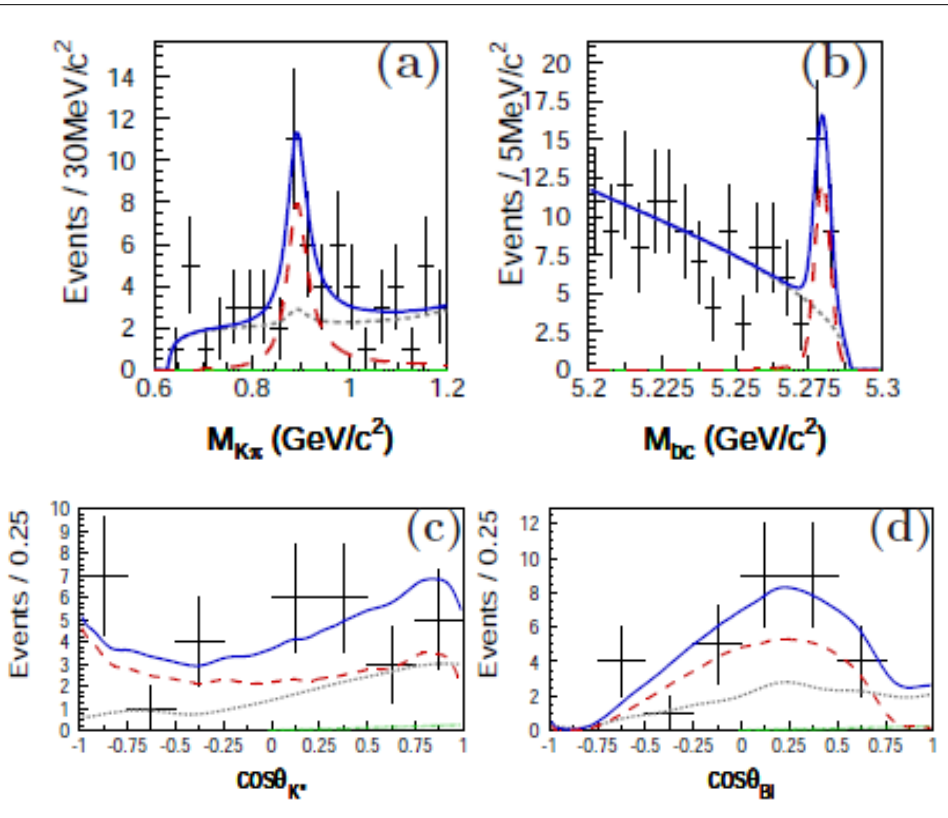 (a)
Events / 30MeV/c²
14
12
10
8
6
4
2
0
0.6 0.8 1 1.2
M_Kπ (GeV/c²)
(b)
Events / 5MeV/c²
20
17.5
15
12.5
10
7.5
5
2.5
0
5.2 5.225 5.25 5.275 5.3
M_bc (GeV/c²)
(c)
Events / 0.25
10
9
8
7
6
5
4
3
2
1
0
-1 -0.75 -0.5 -0.25 0 0.25 0.5 0.75 1
cosθ_K*
(d)
Events / 0.25
12
10
8
6
4
2
0
-1 -0.75 -0.5 -0.25 0 0.25 0.5 0.75 1
cosθ_Bl